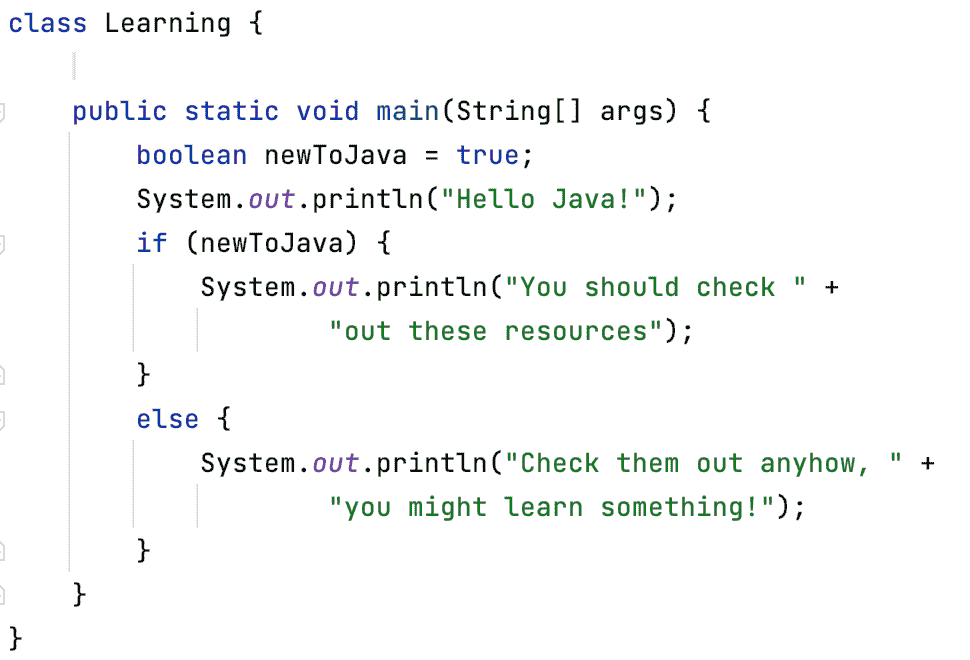 class Learning {
public static void main(String[] args) {
boolean newToJava = true;
System.out.println("Hello Java!");
if (newToJava) {
System.out.println("You should check " +
"out these resources");
}
else {
System.out.println("Check them out anyhow, " +
"you might learn something!");
}
}
}